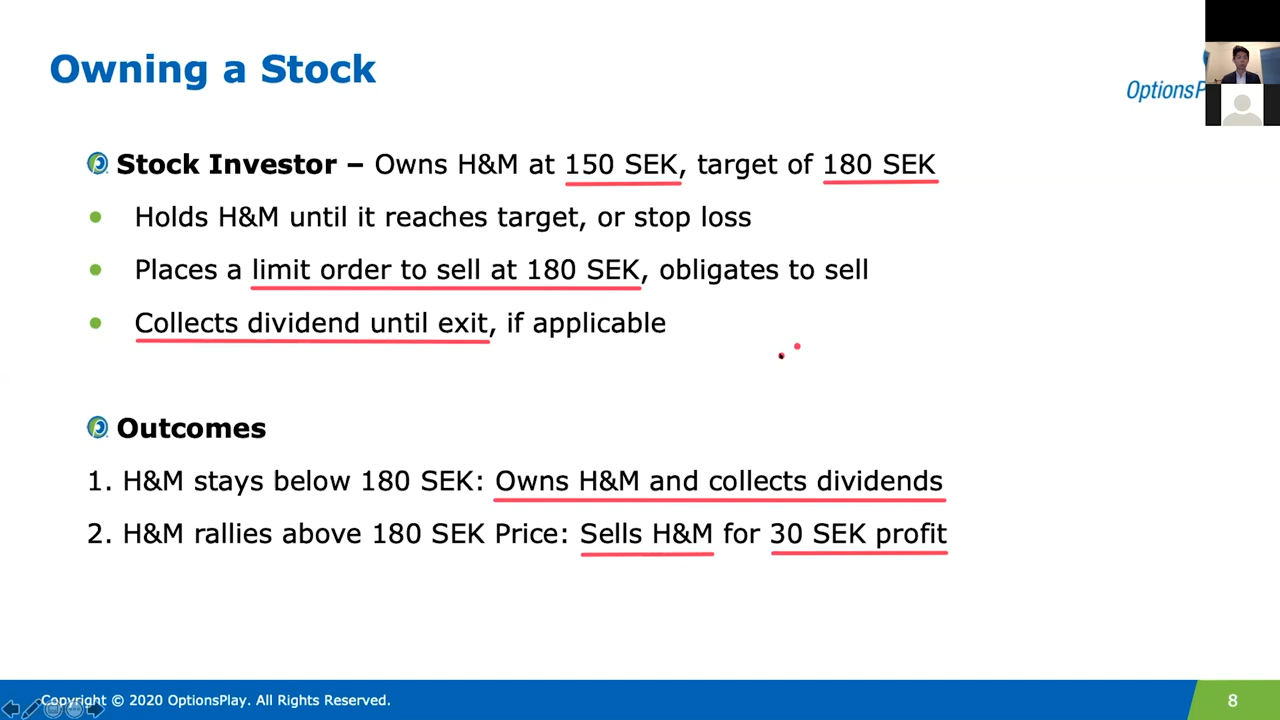 Owning a Stock
OptionsP
Stock Investor – Owns H&M at 150 SEK, target of 180 SEK
• Holds H&M until it reaches target, or stop loss
• Places a limit order to sell at 180 SEK, obligates to sell
• Collects dividend until exit, if applicable
Outcomes
1. H&M stays below 180 SEK: Owns H&M and collects dividends
2. H&M rallies above 180 SEK Price: Sells H&M for 30 SEK profit
Copyright © 2020 OptionsPlay. All Rights Reserved.
8